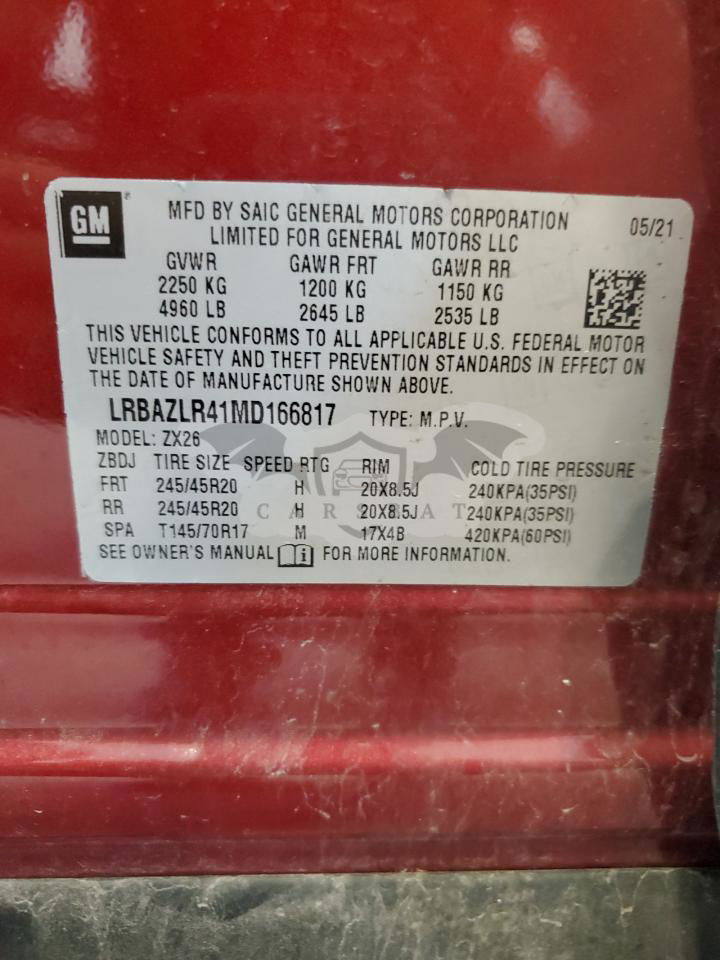 GM
MFD BY SAIC GENERAL MOTORS CORPORATION 05/21
LIMITED FOR GENERAL MOTORS LLC
GVWR GAWR FRT GAWR RR
2250 KG 1200 KG 1150 KG
4960 LB 2645 LB 2535 LB
THIS VEHICLE CONFORMS TO ALL APPLICABLE U.S. FEDERAL MOTOR
VEHICLE SAFETY AND THEFT PREVENTION STANDARDS IN EFFECT ON
THE DATE OF MANUFACTURE SHOWN ABOVE.
LRBAZLR41MD166817 TYPE: M.P.V.
MODEL: ZX26
ZBDJ TIRE SIZE SPEED RTG RIM COLD TIRE PRESSURE
FRT 245/45R20 H 20X8.5J 240KPA(35PSI)
RR 245/45R20 H 20X8.5J 240KPA(35PSI)
SPA T145/70R17 M 17X4B 420KPA(60PSI)
SEE OWNER'S MANUAL i FOR MORE INFORMATION.